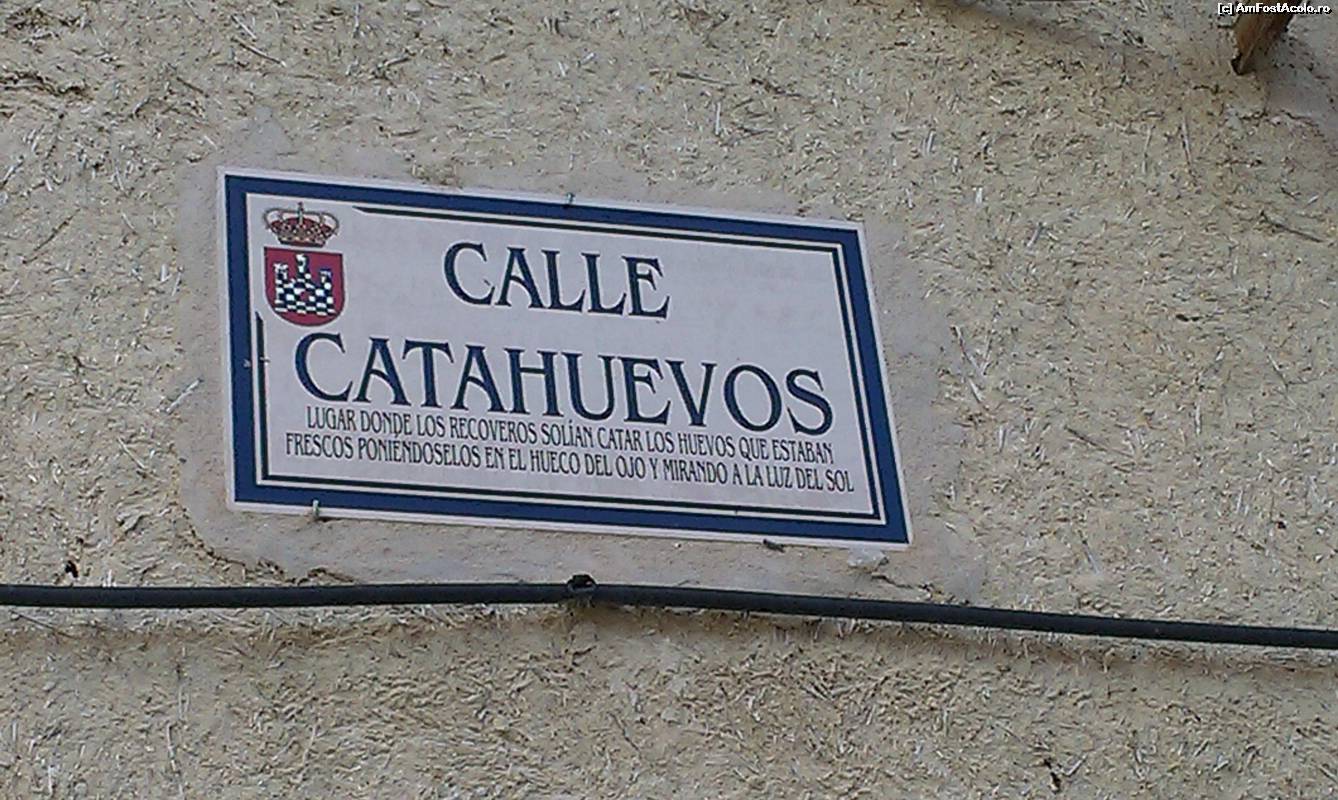 [c] AmFostAcolo.ro
CALLE
CATAHUEVOS
LUGAR DONDE LOS RECOVEROS SOLÍAN CATAR LOS HUEVOS QUE ESTABAN
FRESCOS PONIENDOSELOS EN EL HUECO DEL OJO Y MIRANDO A LA LUZ DEL SOL